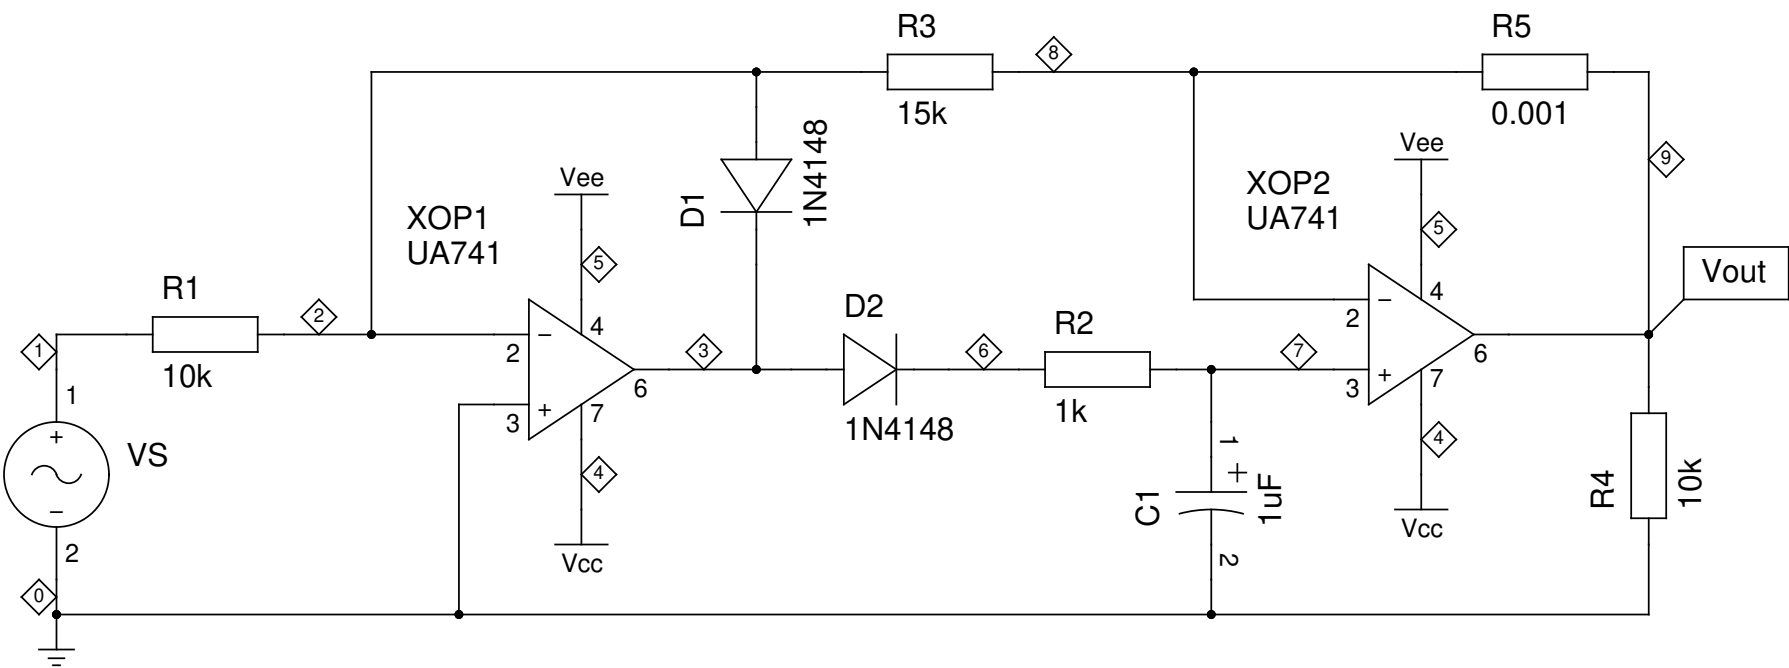 R3
8
R5
15k
0.001
Vee
9
1N4148
D1
XOP2
UA741
Vee
XOP1
UA741
5
5
Vout
R1
2
−
4
2
10k
1
1
+
−
VS
2
0
−
4
2
3
6
+
7
3
4
Vcc
D2
1N4148
6
R2
1k
7
6
+
7
3
4
Vcc
1
+
C1
1uF
2
R4
10k